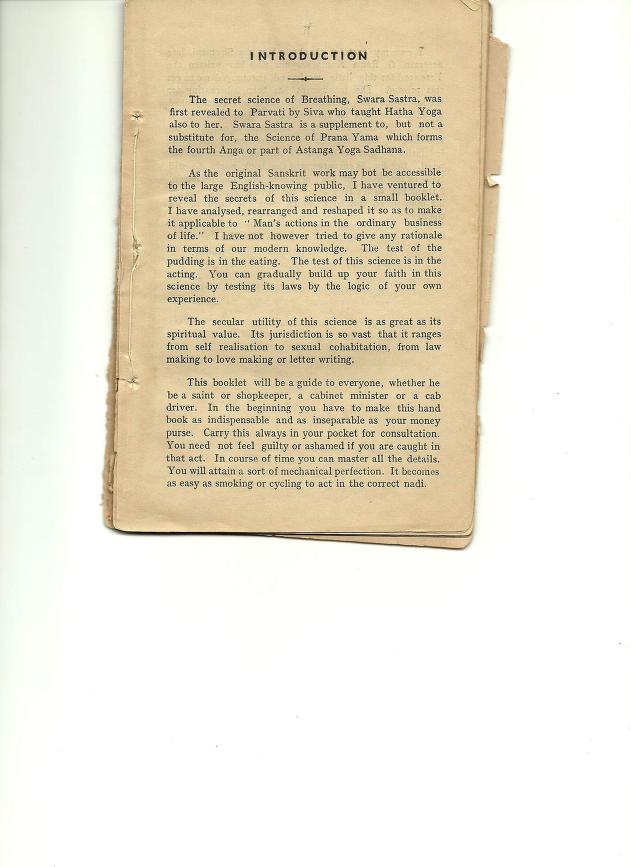 INTRODUCTION
The secret science of Breathing, Swara Sastra, was
first revealed to Parvati by Siva who taught Hatha Yoga
also to her. Swara Sastra is a supplement to, but not a
substitute for, the Science of Prana Yama which forms
the fourth Anga or part of Astanga Yoga Sadhana.
As the original Sanskrit work may bot be accessible
to the large English-knowing public, I have ventured to
reveal the secrets of this science in a small booklet.
I have analysed, rearranged and reshaped it so as to make
it applicable to " Man's actions in the ordinary business
of life." I have not however tried to give any rationale
in terms of our modern knowledge. The test of the
pudding is in the eating. The test of this science is in the
acting. You can gradually build up your faith in this
science by testing its laws by the logic of your own
experience.
The secular utility of this science is as great as its
spiritual value. Its jurisdiction is so vast that it ranges
from self realisation to sexual cohabitation, from law
making to love making or letter writing.
This booklet will be a guide to everyone, whether he
be a saint or shopkeeper, a cabinet minister or a cab
driver. In the beginning you have to make this hand
book as indispensable and as inseparable as your money
purse. Carry this always in your pocket for consultation.
You need not feel guilty or ashamed if you are caught in
that act. In course of time you can master all the details.
You will attain a sort of mechanical perfection. It becomes
as easy as smoking or cycling to act in the correct nadi.